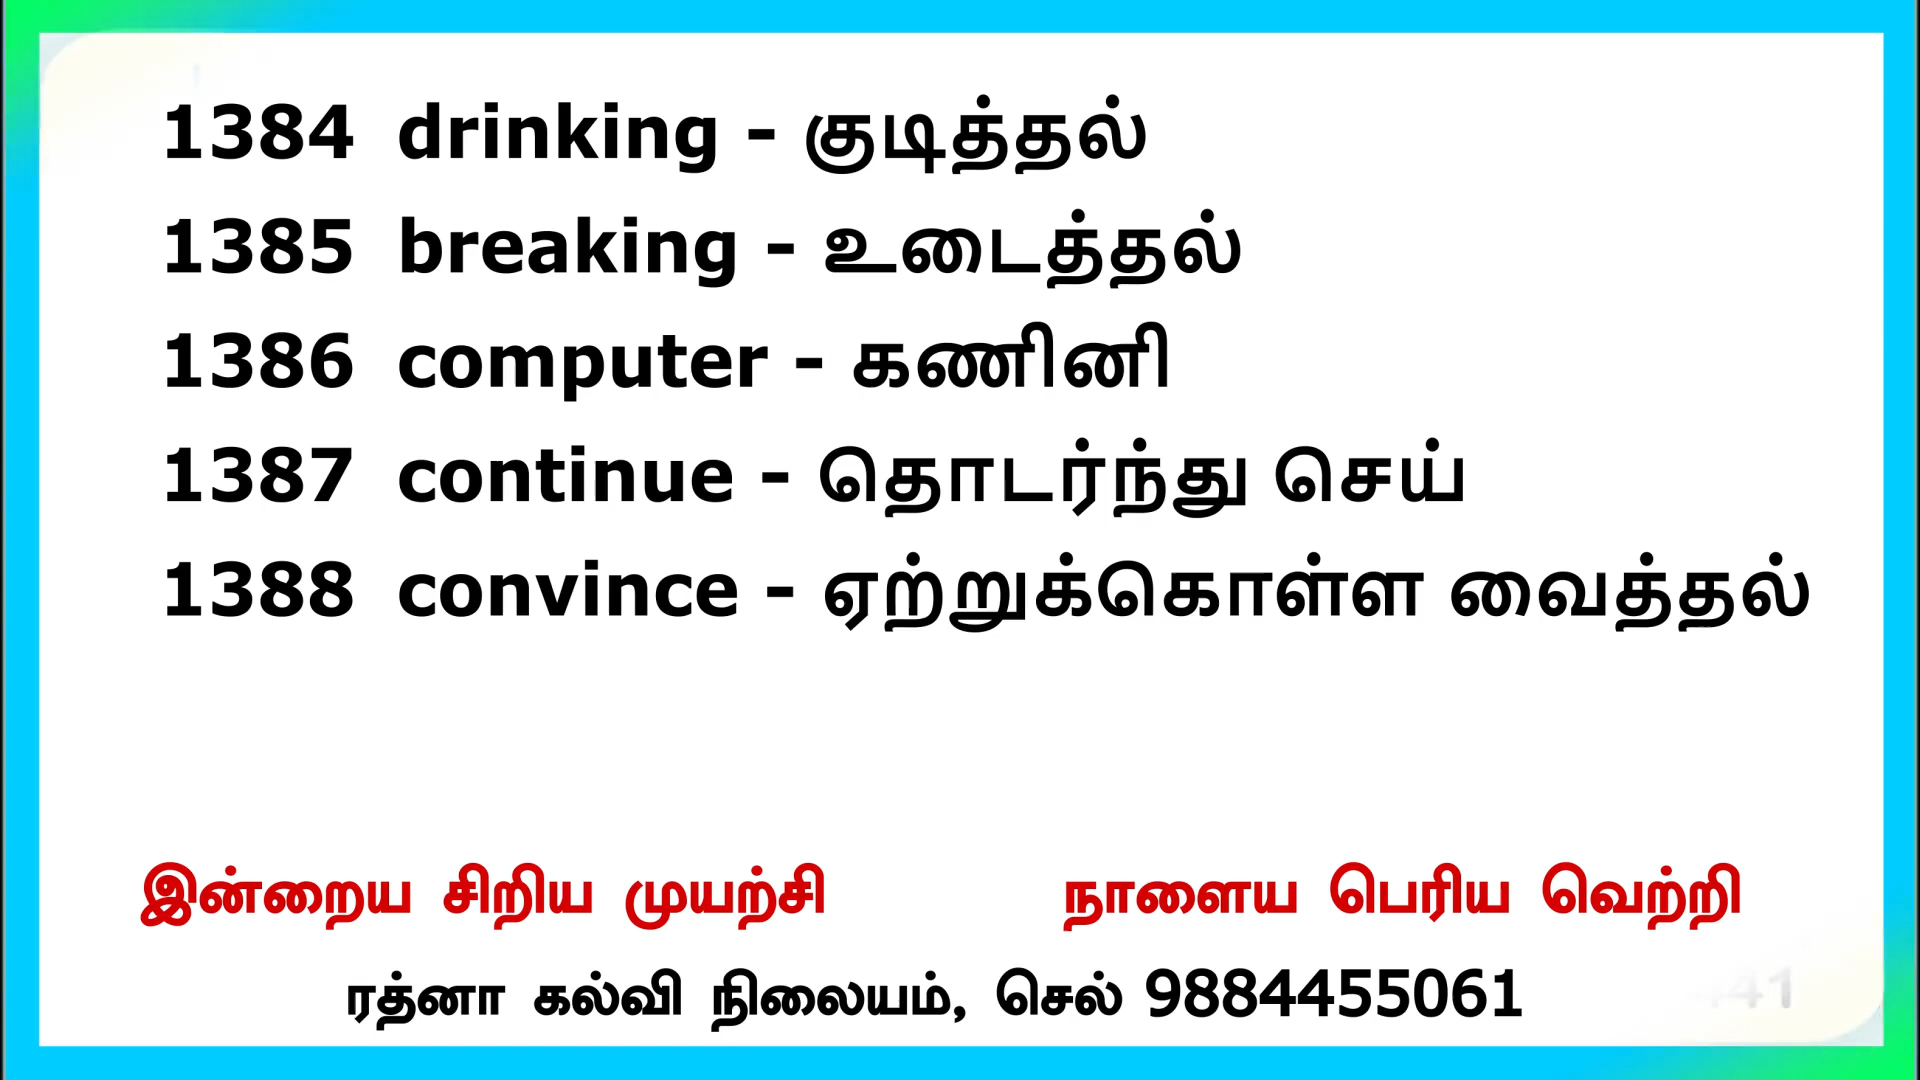 1384 drinking - குடித்தல்
1385 breaking - உடைத்தல்
1386 computer - கணினி
1387 continue - தொடர்ந்து செய்
1388 convince - ஏற்றுக்கொள்ள வைத்தல்
இன்றைய சிறிய முயற்சி நாளைய பெரிய வெற்றி
ரத்னா கல்வி நிலையம், செல் 9884455061